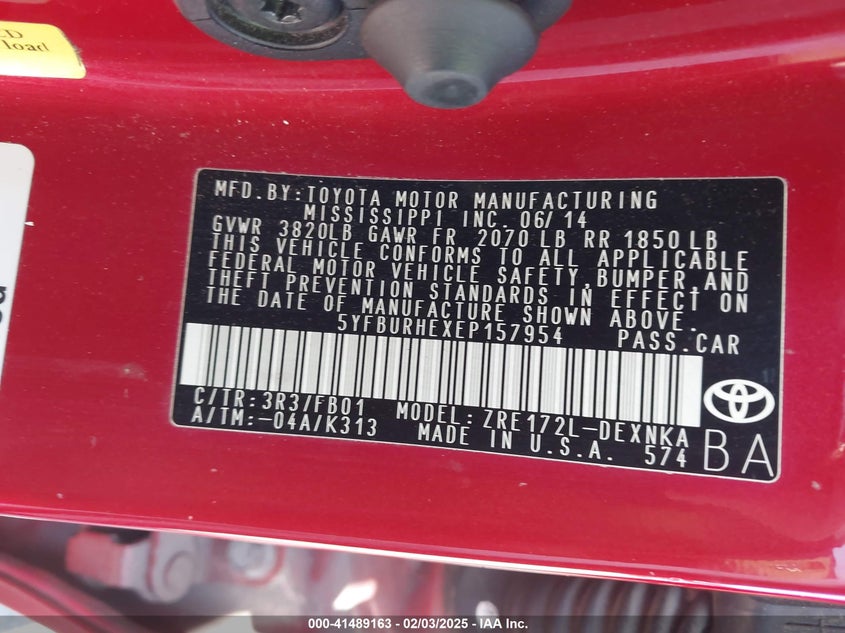 LD
load
MFD.BY:TOYOTA MOTOR MANUFACTURING
MISSISSIPPI INC. 06/14
GVWR 3820LB GAWR FR 2070 LB RR 1850LB
THIS VEHICLE CONFORMS TO ALL APPLICABLE
FEDERAL MOTOR VEHICLE SAFETY, BUMPER, AND
THEFT PREVENTION STANDARDS IN EFFECT ON
THE DATE OF MANUFACTURE SHOWN ABOVE.
5YFBURHEXEP157954 PASS.CAR
C/TR:3R3/FB01 MODEL:ZRE172L-DEXNKA
A/TM:-04A/K313 MADE IN U.S.A. 574
BA
000-41489163 - 02/03/2025 - IAA Inc.